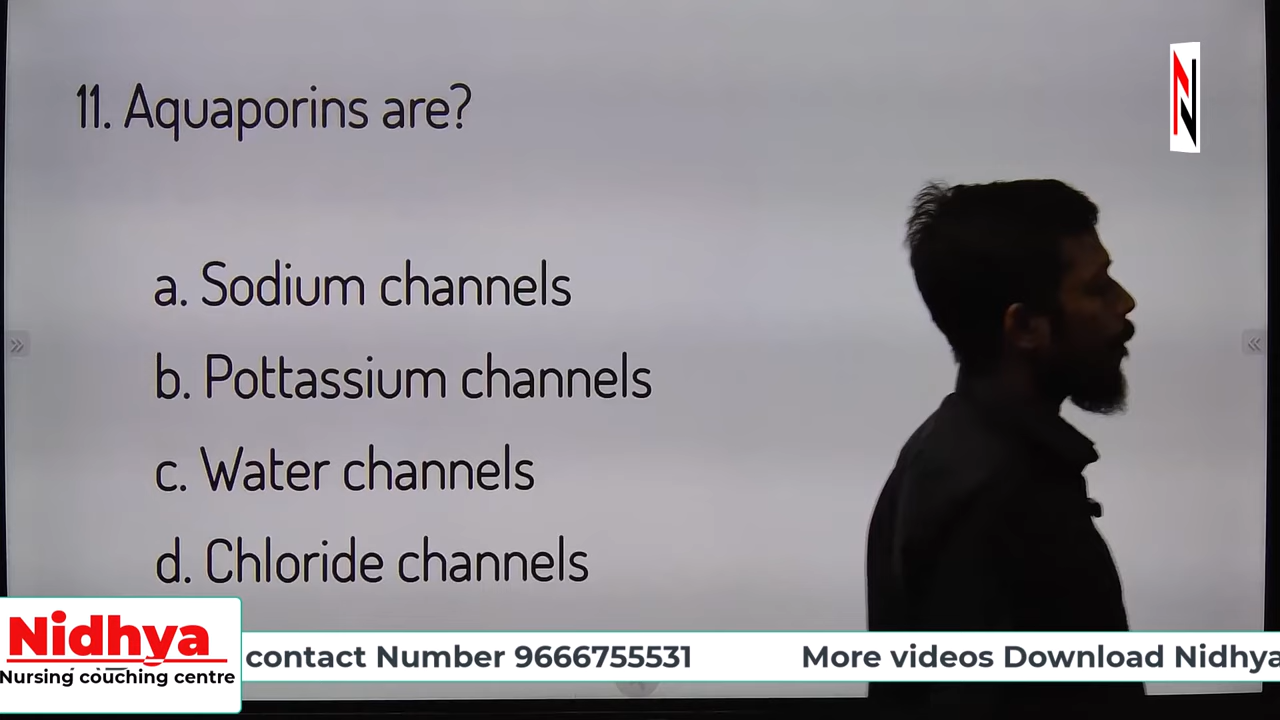 11. Aquaporins are?
a. Sodium channels
b. Pottassium channels
c. Water channels
d. Chloride channels
Nidhya
Nursing couching centre
contact Number 9666755531 More videos Download Nidhya